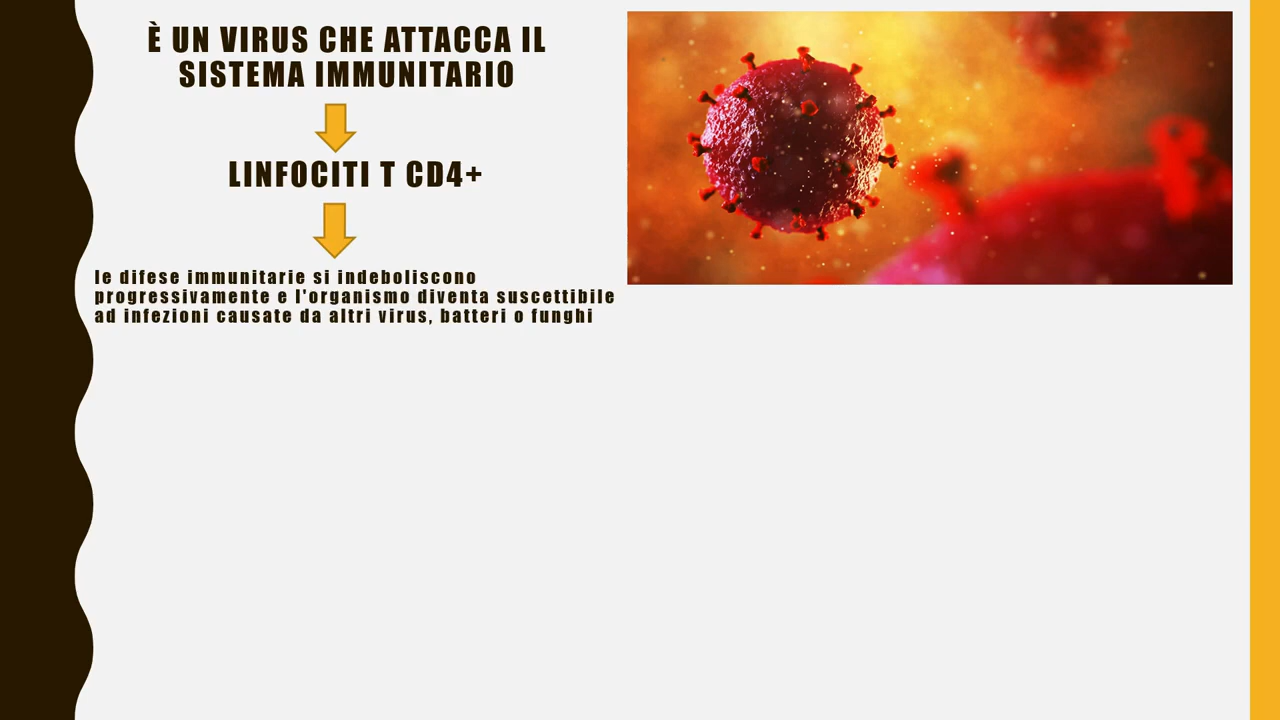 È UN VIRUS CHE ATTACCA IL
SISTEMA IMMUNITARIO
LINFOCITI T CD4+
le difese immunitarie si indeboliscono
progressivamente e l'organismo diventa suscettibile
ad infezioni causate da altri virus, batteri o funghi